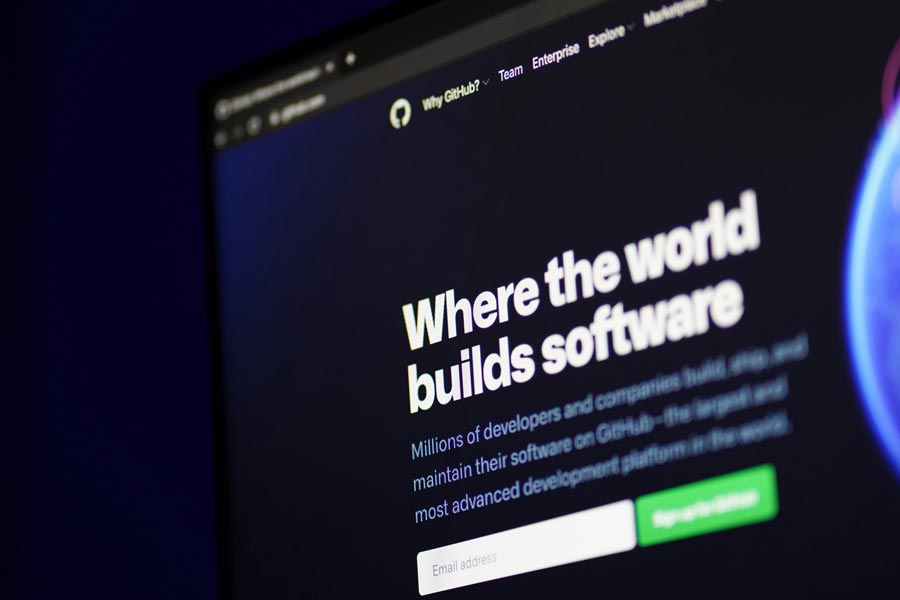 github.com
Why GitHub? Team Enterprise Explore Marketplace
Where the world
builds software
Millions of developers and companies build, ship, and
maintain their software on GitHub—the largest and
most advanced development platform in the world.
Email address
Sign up for GitHub